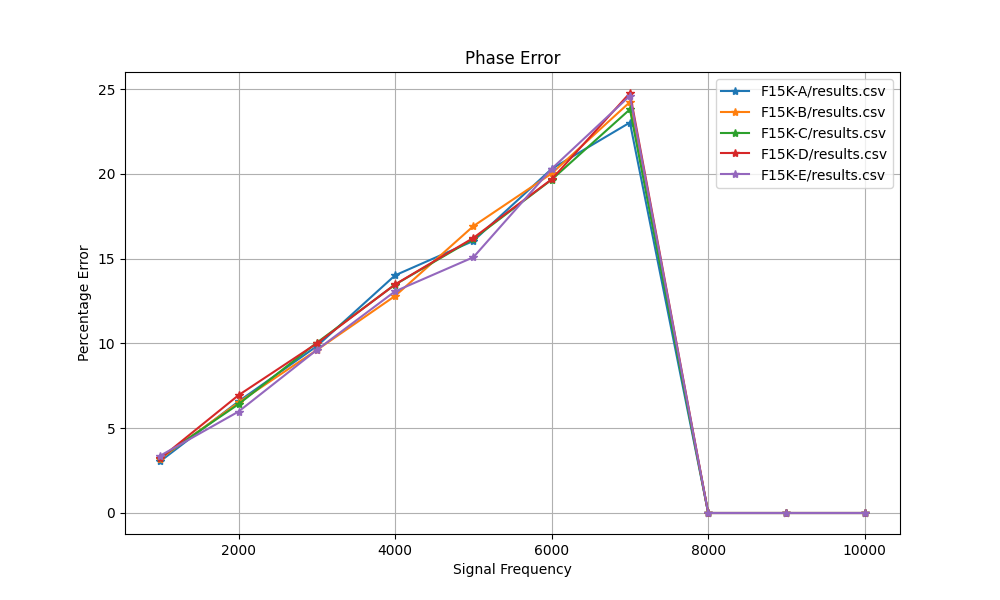 Phase Error
25
20
15
10
5
0
Percentage Error
F15K-A/results.csv
F15K-B/results.csv
F15K-C/results.csv
F15K-D/results.csv
F15K-E/results.csv
2000 4000 6000 8000 10000
Signal Frequency